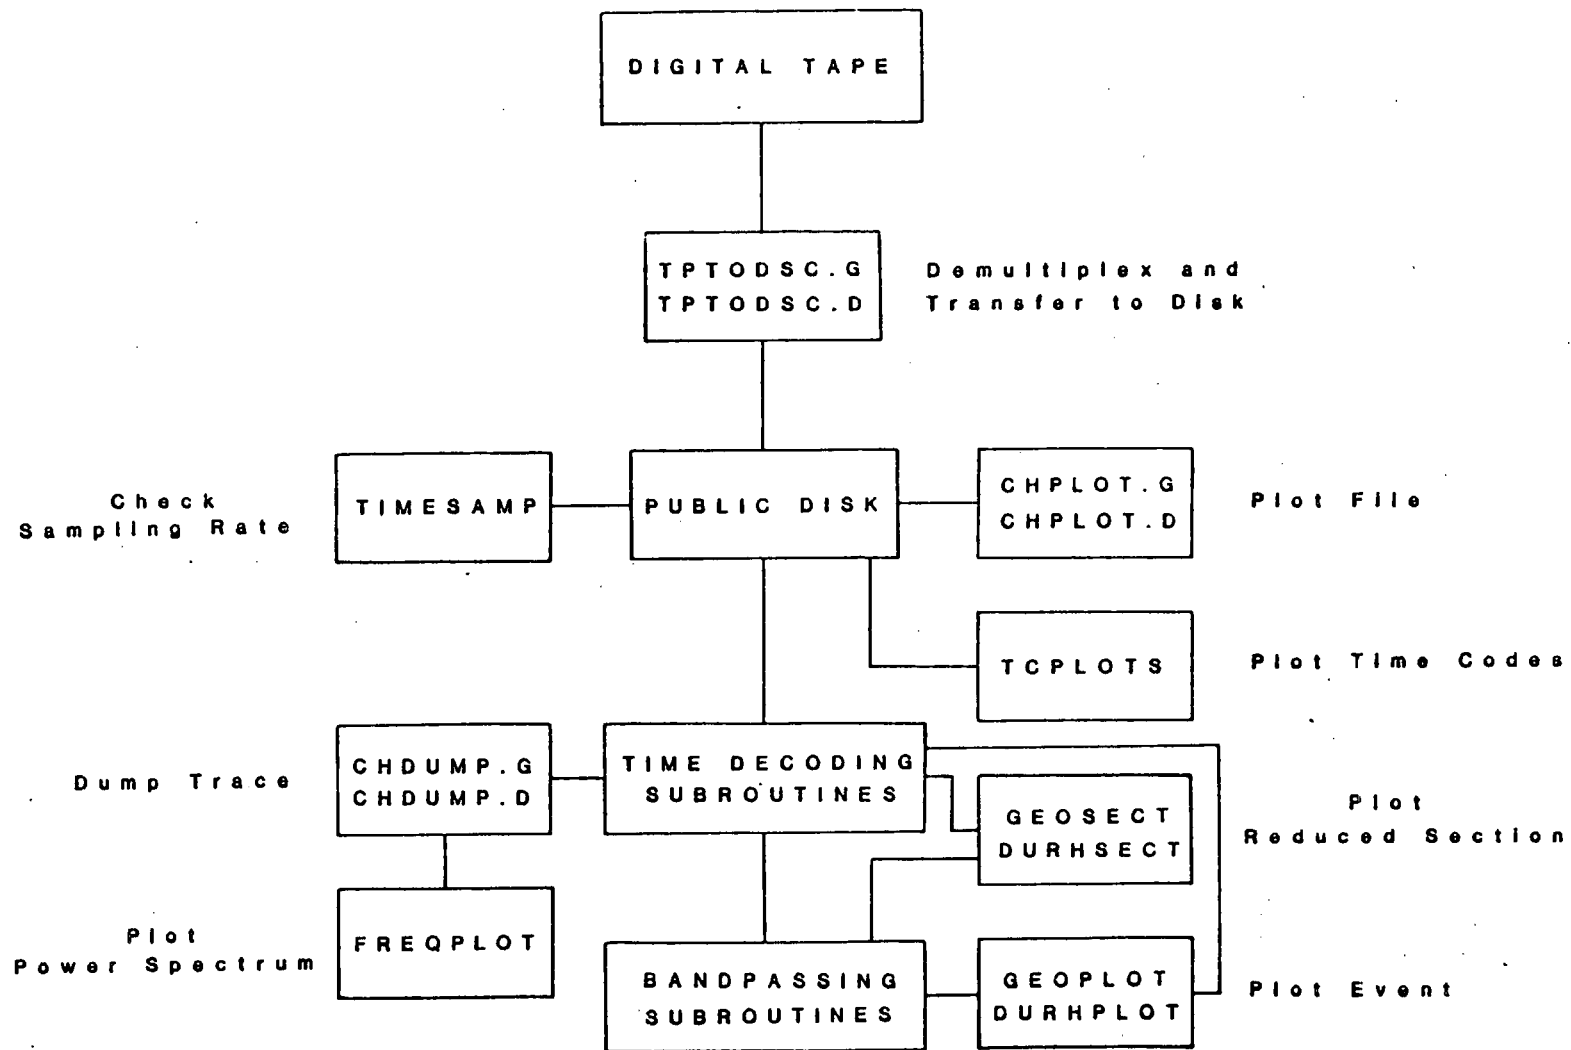 DIGITAL TAPE
TPTODSC.G
TPTODSC.D
Demultiplex and
Transfer to Disk
Check
Sampling Rate
TIMESAMP
PUBLIC DISK
CHPLOT.G
CHPLOT.D
Plot File
TCPLOTS
Plot Time Codes
Dump Trace
CHDUMP.G
CHDUMP.D
TIME DECODING
SUBROUTINES
GEOSECT
DURHSECT
Plot
Reduced Section
Plot
Power Spectrum
FREQPLOT
BANDPASSING
SUBROUTINES
GEOPLOT
DURHPLOT
Plot Event